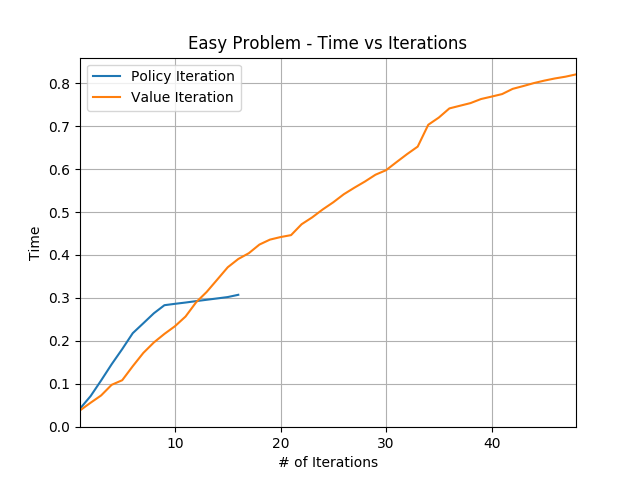 Easy Problem - Time vs Iterations
Policy Iteration
Value Iteration
0.8
0.7
0.6
0.5
0.4
0.3
0.2
0.1
0.0
Time
10 20 30 40
# of Iterations